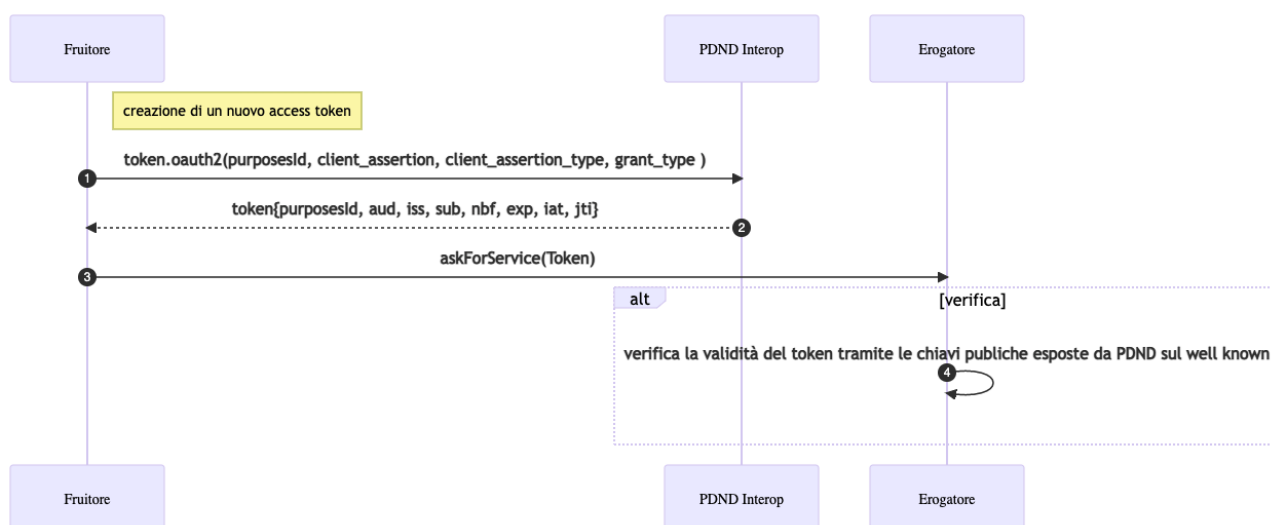 Fruitore
PDND Interop
Erogatore
creazione di un nuovo access token
token.oauth2(purposesId, client_assertion, client_assertion_type, grant_type )
1
token{purposesId, aud, iss, sub, nbf, exp, iat, jti}
2
askForService(Token)
3
alt
[verifica]
verifica la validità del token tramite le chiavi publiche esposte da PDND sul well known
4
Fruitore
PDND Interop
Erogatore